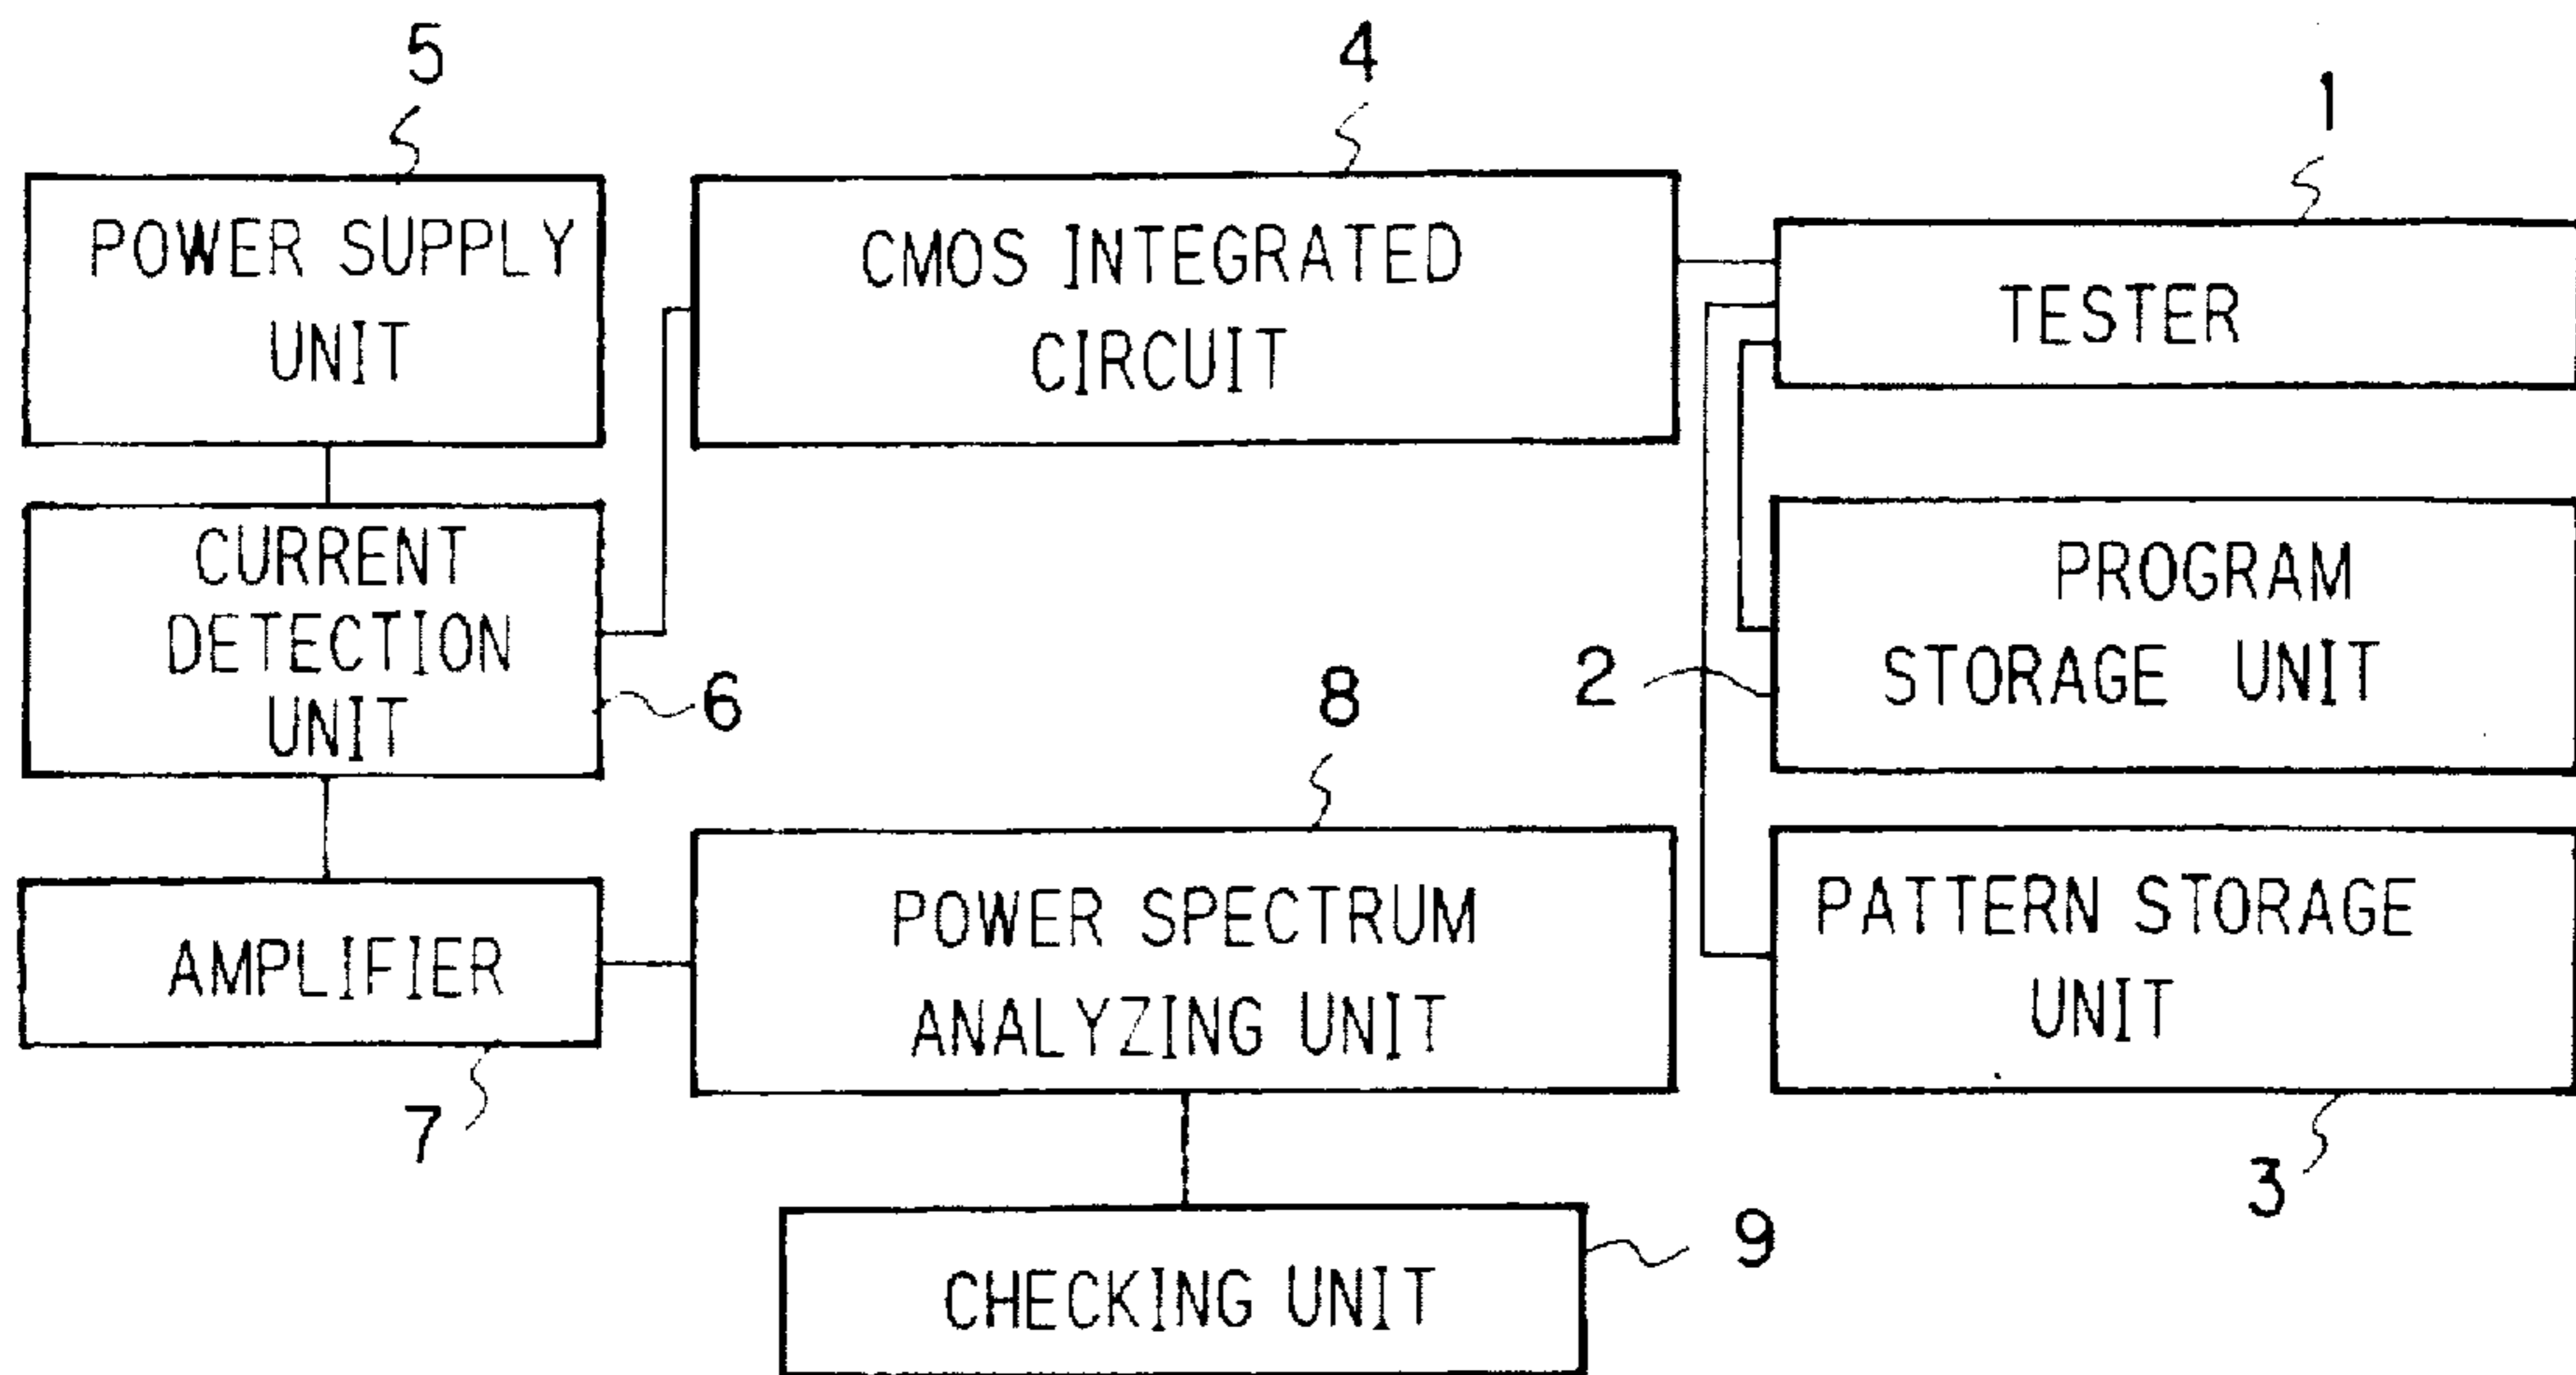 5
4
1
POWER SUPPLY
UNIT
CMOS INTEGRATED
CIRCUIT
TESTER
CURRENT
DETECTION
UNIT
6
PROGRAM
STORAGE UNIT
2
8
AMPLIFIER
7
POWER SPECTRUM
ANALYZING UNIT
PATTERN STORAGE
UNIT
3
CHECKING UNIT
9